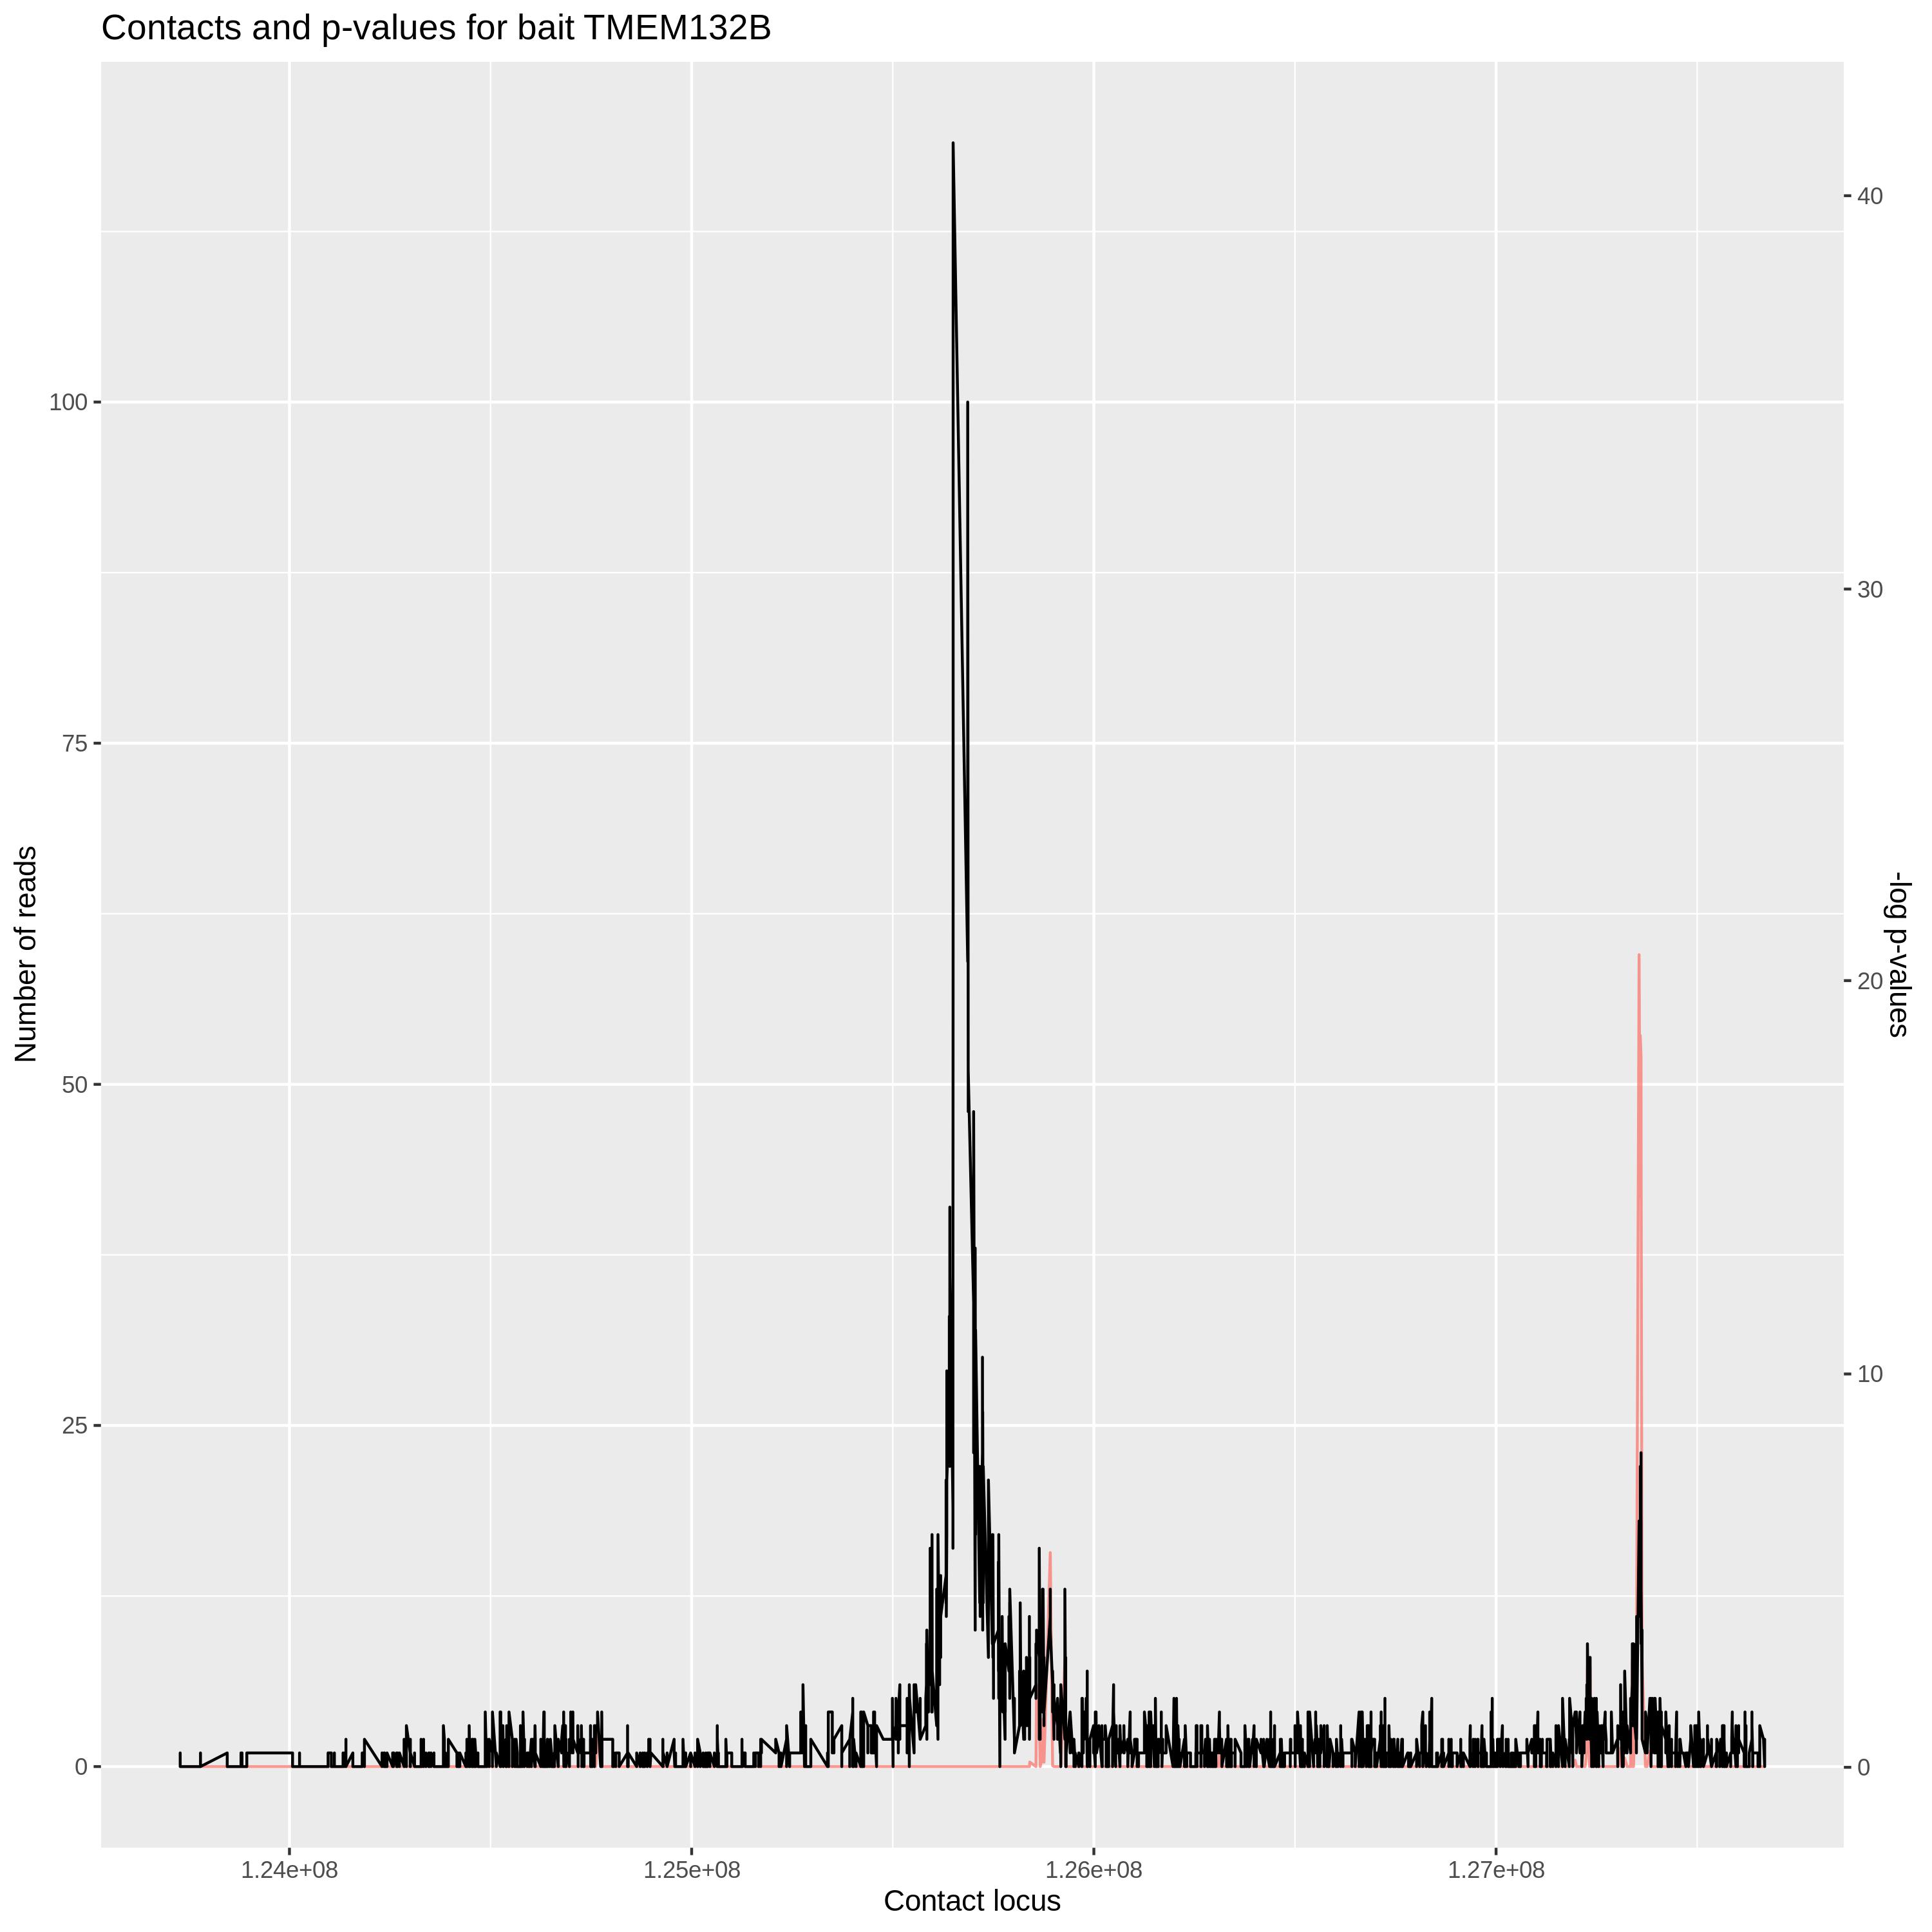 Contacts and p-values for bait TMEM132B
Number of reads
100
75
50
25
0
40
30
20
10
0
-log p-values
1.24e+08 1.25e+08 1.26e+08 1.27e+08
Contact locus